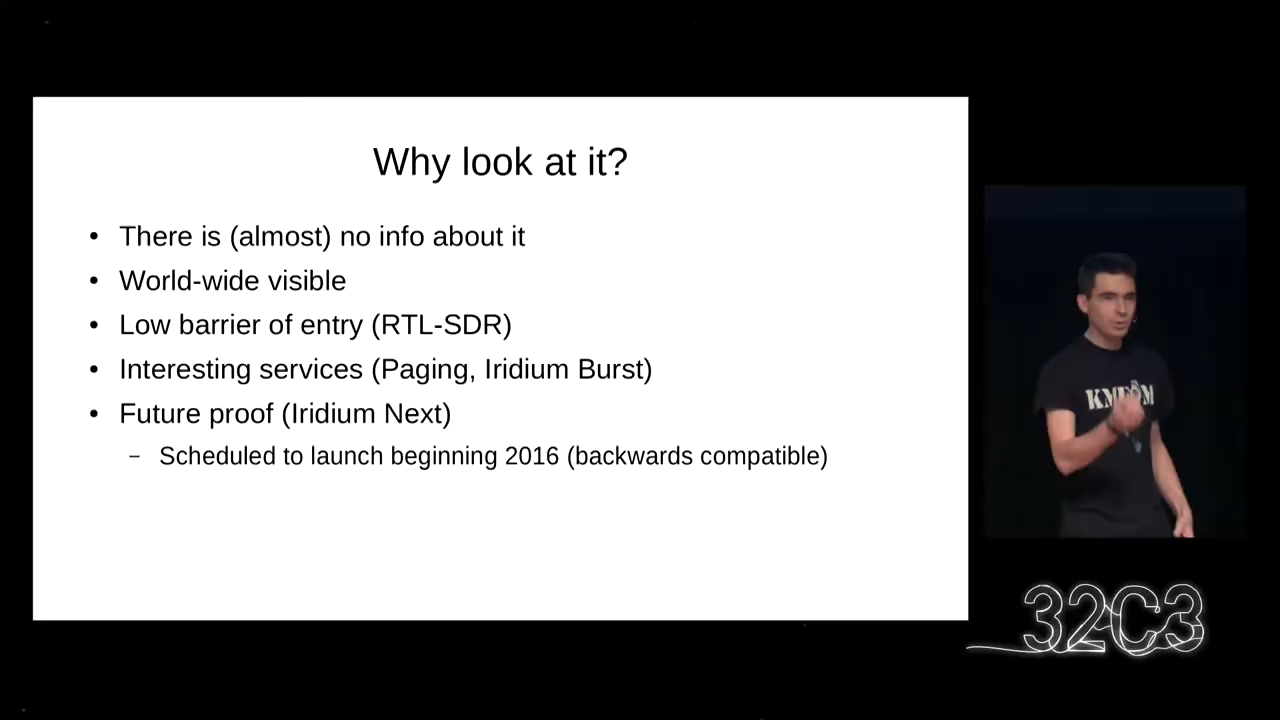 Why look at it?
• There is (almost) no info about it
• World-wide visible
• Low barrier of entry (RTL-SDR)
• Interesting services (Paging, Iridium Burst)
• Future proof (Iridium Next)
– Scheduled to launch beginning 2016 (backwards compatible)
32C3